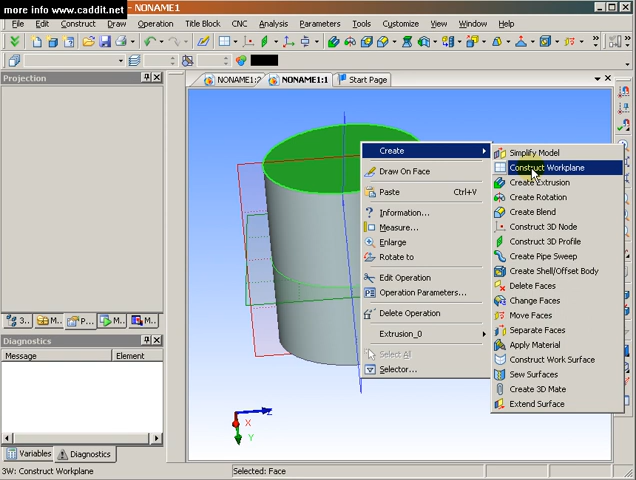 more info www.caddit.net
- NONAME1
File
Edit Construct Draw Operation Title Block CNC Analysis Parameters Tools Customize View Window Help
Projection
NONAME1:2 NONAME1:1 Start Page
Create
Draw On Face
Paste Ctrl+V
Information...
Measure...
Enlarge
Rotate to
Edit Operation
Operation Parameters...
Delete Operation
Extrusion_0
Select All
Selector...
Simplify Model
Construct Workplane
Create Extrusion
Create Rotation
Create Blend
Construct 3D Node
Construct 3D Profile
Create Pipe Sweep
Create Shell/Offset Body
Delete Faces
Change Faces
Move Faces
Separate Faces
Apply Material
Construct Work Surface
Sew Surfaces
Create 3D Mate
Extend Surface
3... M... P... M... M...
Diagnostics
Message Element
Z
X
Y
Variables Diagnostics
3W: Construct Workplane Selected: Face